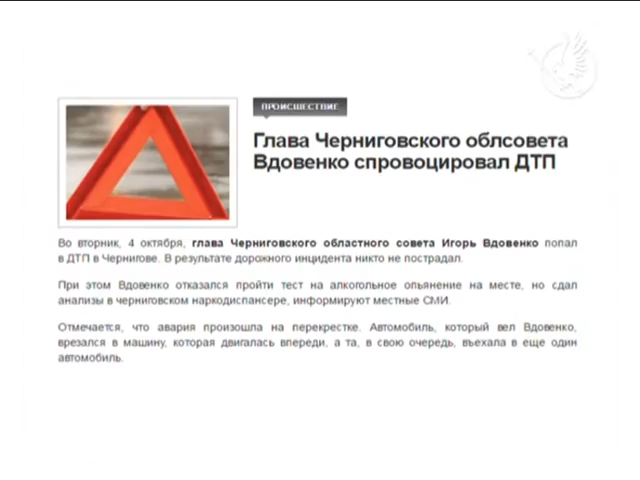 ПРОИСШЕСТВИЕ
Глава Черниговского облсовета
Вдовенко спровоцировал ДТП
Во вторник, 4 октября, глава Черниговского областного совета Игорь Вдовенко попал
в ДТП в Чернигове. В результате дорожного инцидента никто не пострадал.
При этом Вдовенко отказался пройти тест на алкогольное опьянение на месте, но сдал
анализы в черниговском наркодиспансере, информируют местные СМИ.
Отмечается, что авария произошла на перекрестке. Автомобиль, который вел Вдовенко,
врезался в машину, которая двигалась впереди, а та, в свою очередь, въехала в еще один
автомобиль.